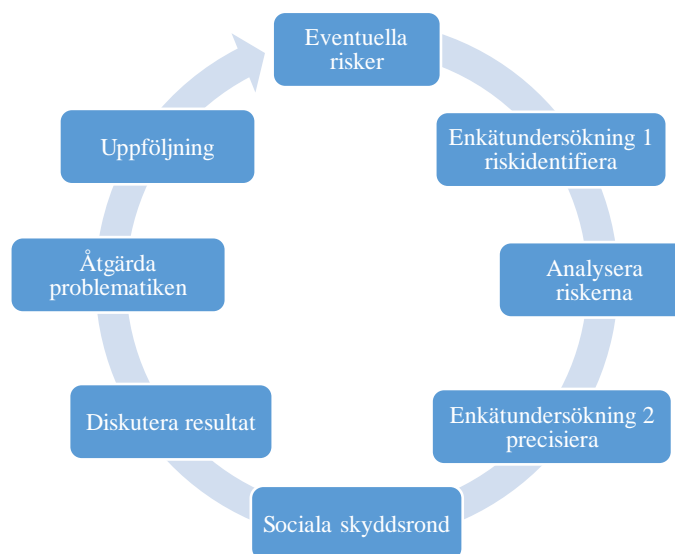 Eventuella
risker
Enkätundersökning 1
riskidentifiera
Analysera
riskerna
Enkätundersökning 2
precisiera
Sociala skyddsrond
Diskutera resultat
Åtgärda
problematiken
Uppföljning